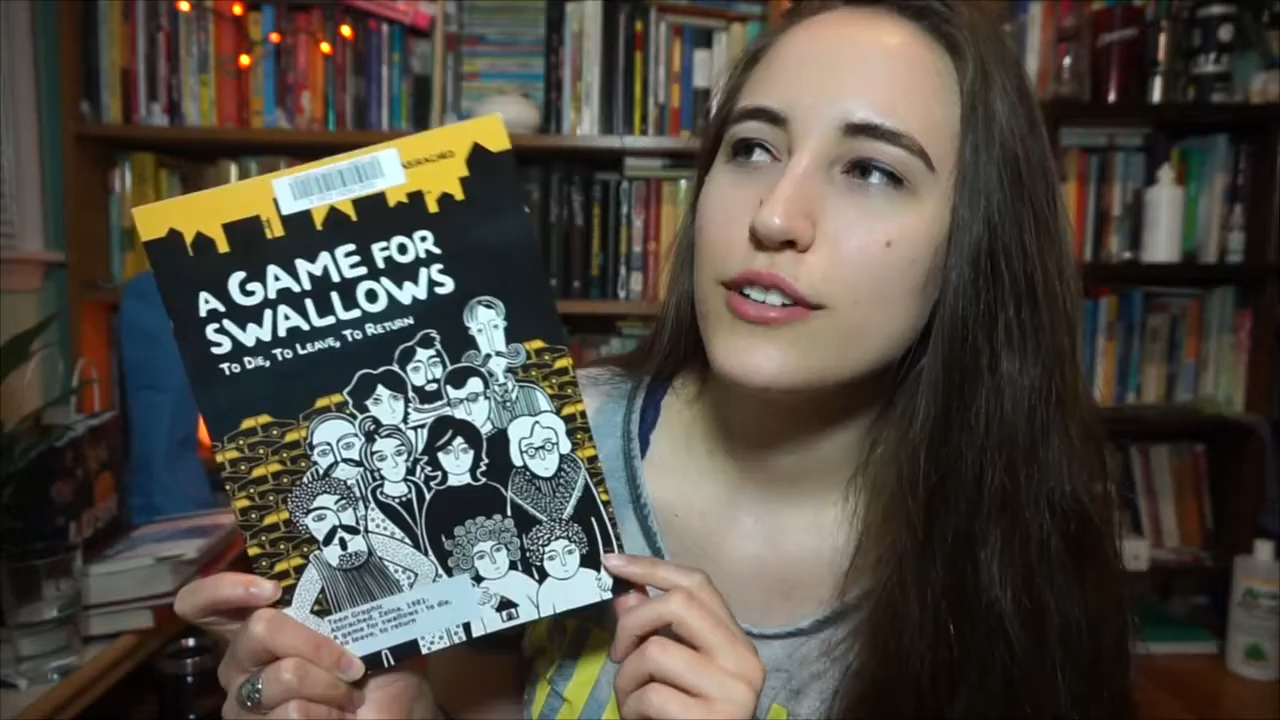 ABIRACHED
A GAME FOR
SWALLOWS
TO DIE, TO LEAVE, TO RETURN
Teen Graphic
Abirached, Zeina, 1981-
A game for swallows : to die,
to leave, to return